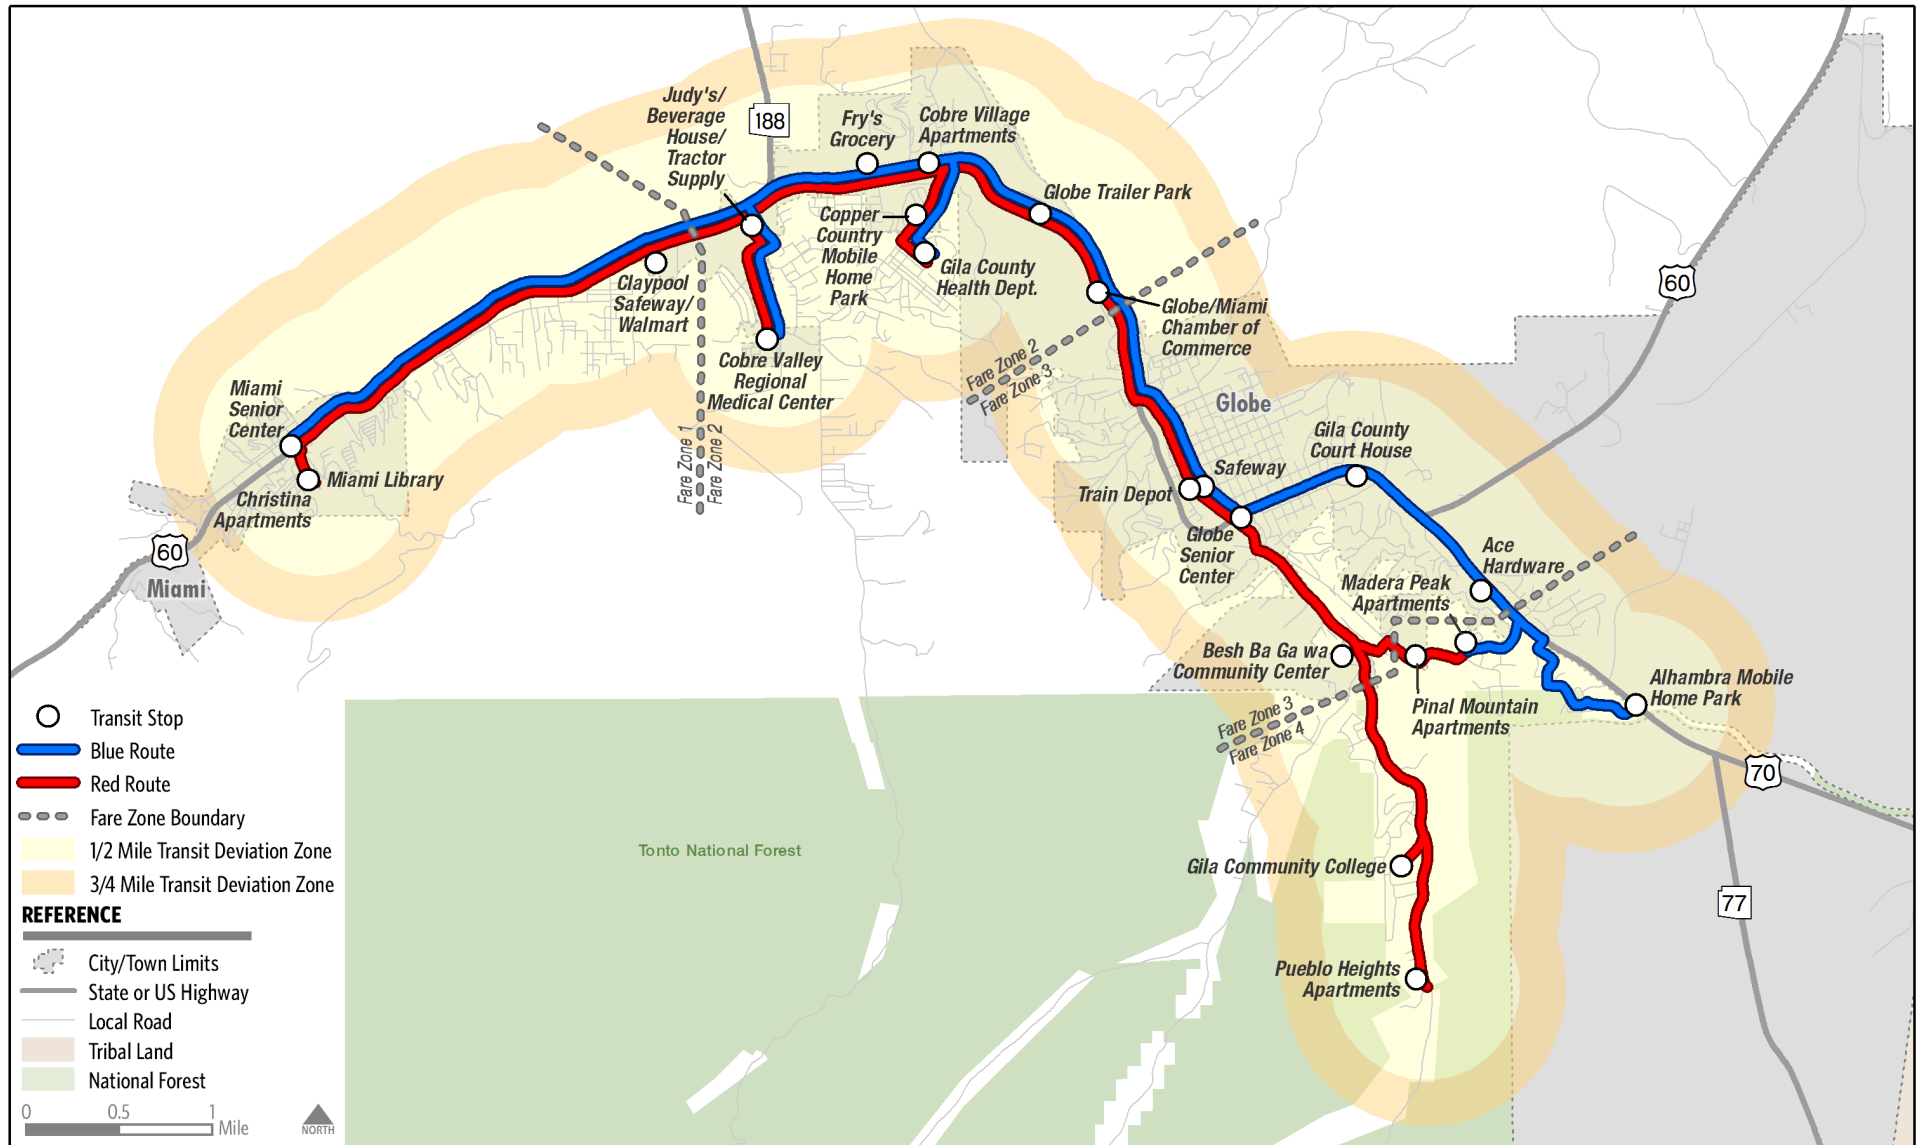 Judy's/
Beverage
House/
Tractor
Supply
188
Fry's
Grocery
Cobre Village
Apartments
Globe Trailer Park
Copper
Country
Mobile
Home
Park
Gila County
Health Dept.
Claypool
Safeway/
Walmart
Cobre Valley
Regional
Medical Center
Globe/Miami
Chamber of
Commerce
Fare Zone 2
Fare Zone 3
60
Miami
Senior
Center
Miami Library
Christina
Apartments
Fare Zone 1
Fare Zone 2
Globe
Gila County
Court House
Safeway
Train Depot
Globe
Senior
Center
60
Miami
Ace
Hardware
Madera Peak
Apartments
Besh Ba Ga wa
Community Center
Pinal Mountain
Apartments
Alhambra Mobile
Home Park
Fare Zone 3
Fare Zone 4
70
77
Tonto National Forest
Gila Community College
Pueblo Heights
Apartments
Transit Stop
Blue Route
Red Route
Fare Zone Boundary
1/2 Mile Transit Deviation Zone
3/4 Mile Transit Deviation Zone
REFERENCE
City/Town Limits
State or US Highway
Local Road
Tribal Land
National Forest
0 0.5 1
Mile
NORTH